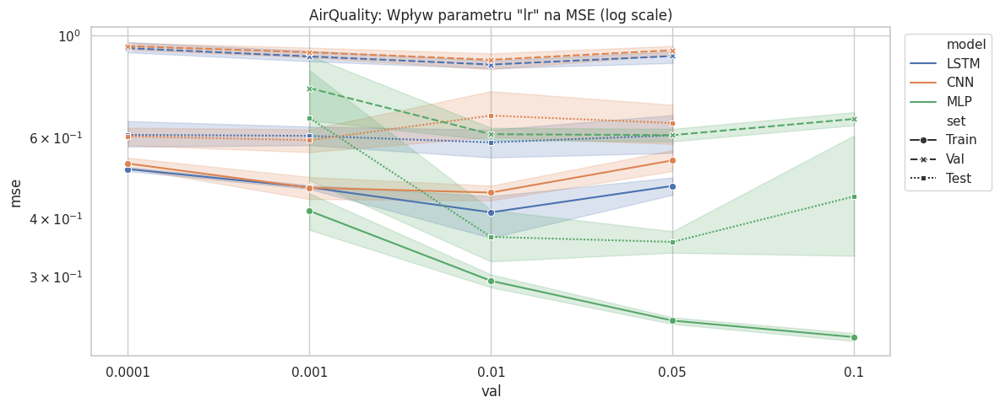 AirQuality: Wpływ parametru "lr" na MSE (log scale)
mse
10⁰
6 × 10⁻¹
4 × 10⁻¹
3 × 10⁻¹
0.0001 0.001 0.01 0.05 0.1
val
model
LSTM
CNN
MLP
set
Train
Val
Test